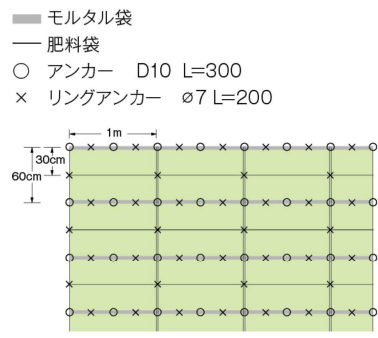 モルタル袋
肥料袋
アンカー D10 L=300
リングアンカー ø7 L=200
1m
30cm
60cm